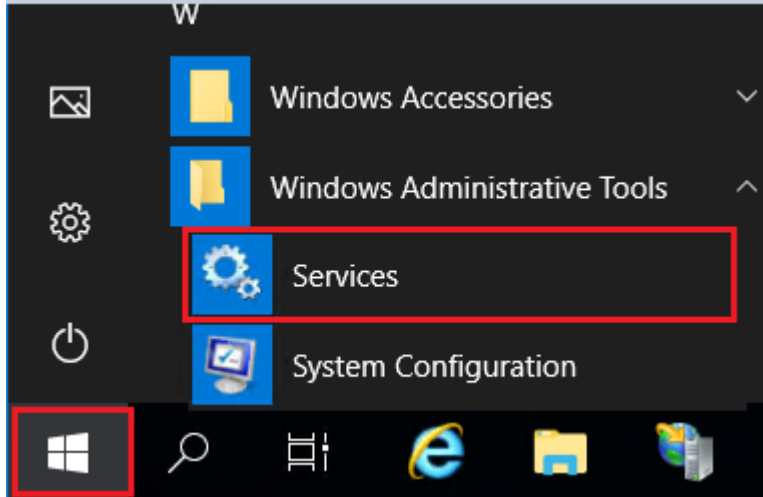 W
Windows Accessories
Windows Administrative Tools
Services
System Configuration